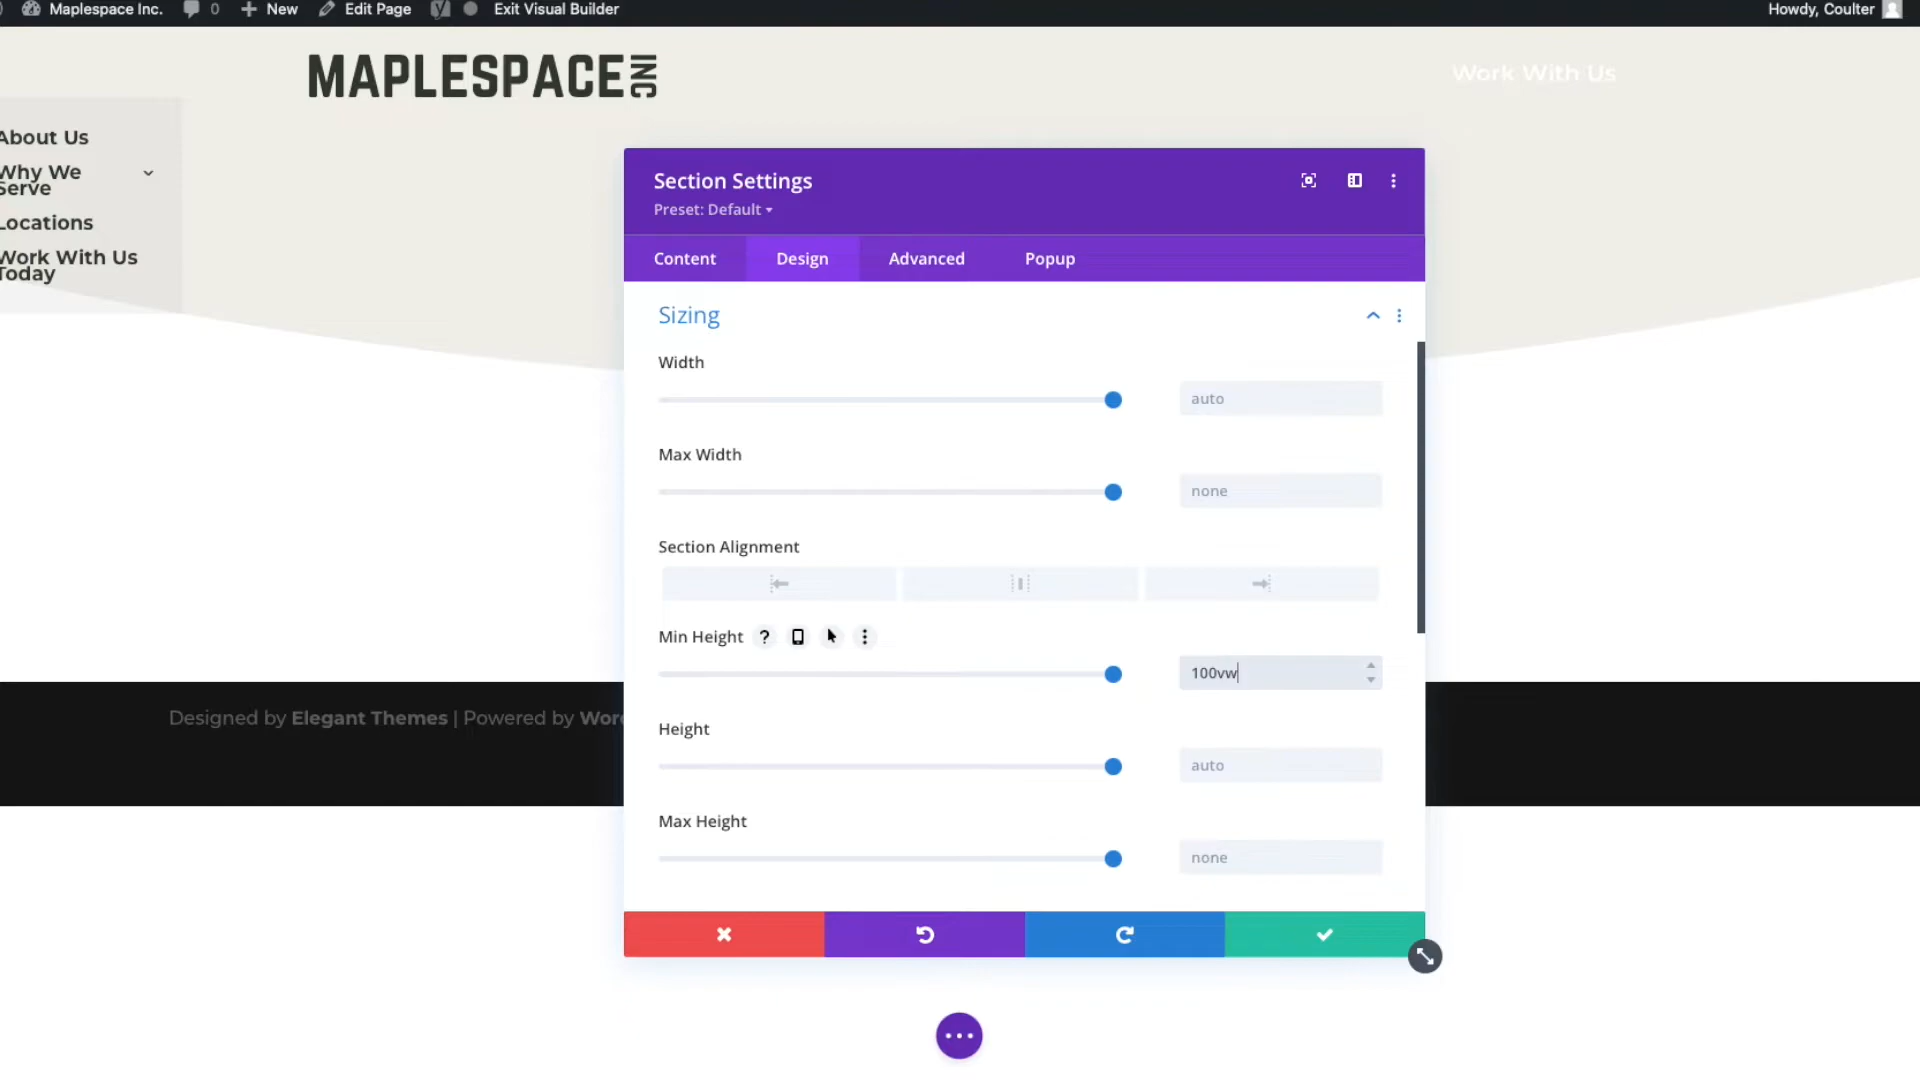 Maplespace Inc. 0 New Edit Page Exit Visual Builder Howdy, Coulter
MAPLESPACE INC
Work With Us
About Us
Why We
Serve
Locations
Work With Us
Today
Section Settings
Preset: Default
Content Design Advanced Popup
Sizing
Width
auto
Max Width
none
Section Alignment
Min Height ?
100vw
Height
auto
Max Height
none
Designed by Elegant Themes | Powered by